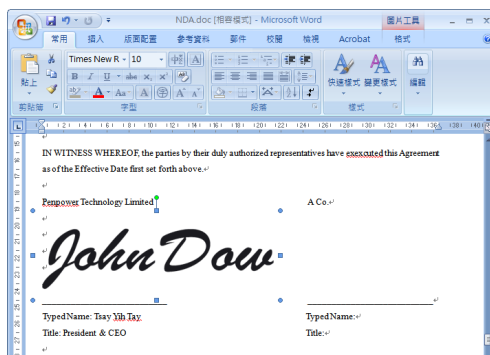 NDA.doc [相容模式] - Microsoft Word
圖片工具
常用 插入 版面配置 參考資料 郵件 校閱 檢視 Acrobat 格式
Times New R 10
貼上
快速樣式 變更樣式
編輯
剪貼簿 字型 段落 樣式
IN WITNESS WHEREOF, the parties by their duly authorized representatives have exexcuted this Agreement
as of the Effective Date first set forth above.
Penpower Technology Limited A Co.
John Dow
Typed Name: Tsay Yih Tay Typed Name:
Title: President & CEO Title: